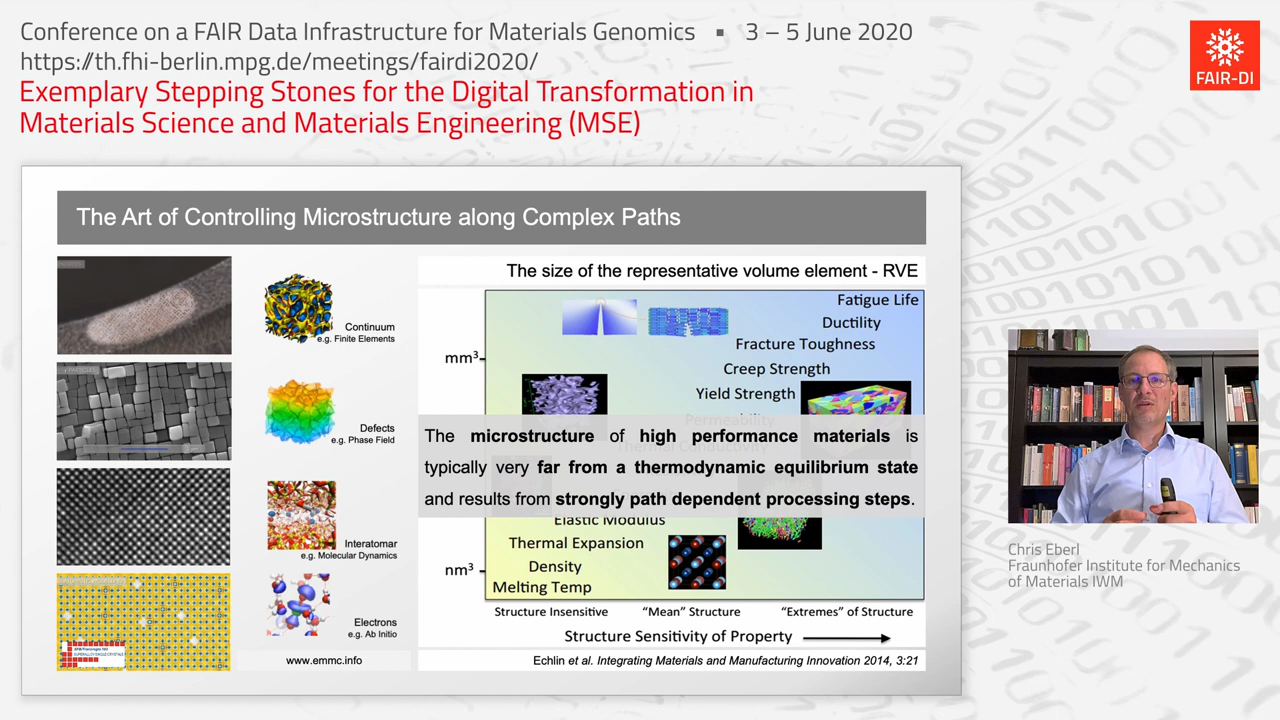 Conference on a FAIR Data Infrastructure for Materials Genomics ▪ 3 – 5 June 2020
https://th.fhi-berlin.mpg.de/meetings/fairdi2020/
Exemplary Stepping Stones for the Digital Transformation in
Materials Science and Materials Engineering (MSE)
FAIR-DI
The Art of Controlling Microstructure along Complex Paths
Continuum
e.g. Finite Elements
Defects
e.g. Phase Field
Interatomar
e.g. Molecular Dynamics
Electrons
e.g. Ab Initio
www.emmc.info
The size of the representative volume element - RVE
Fatigue Life
Ductility
mm³
Fracture Toughness
Creep Strength
Yield Strength
Permeability
Thermal Conductivity
The microstructure of high performance materials is
typically very far from a thermodynamic equilibrium state
and results from strongly path dependent processing steps.
Elastic Modulus
Thermal Expansion
nm³
Density
Melting Temp
Structure Insensitive
“Mean” Structure
“Extremes” of Structure
Structure Sensitivity of Property
Echlin et al. Integrating Materials and Manufacturing Innovation 2014, 3:21
Chris Eberl
Fraunhofer Institute for Mechanics
of Materials IWM